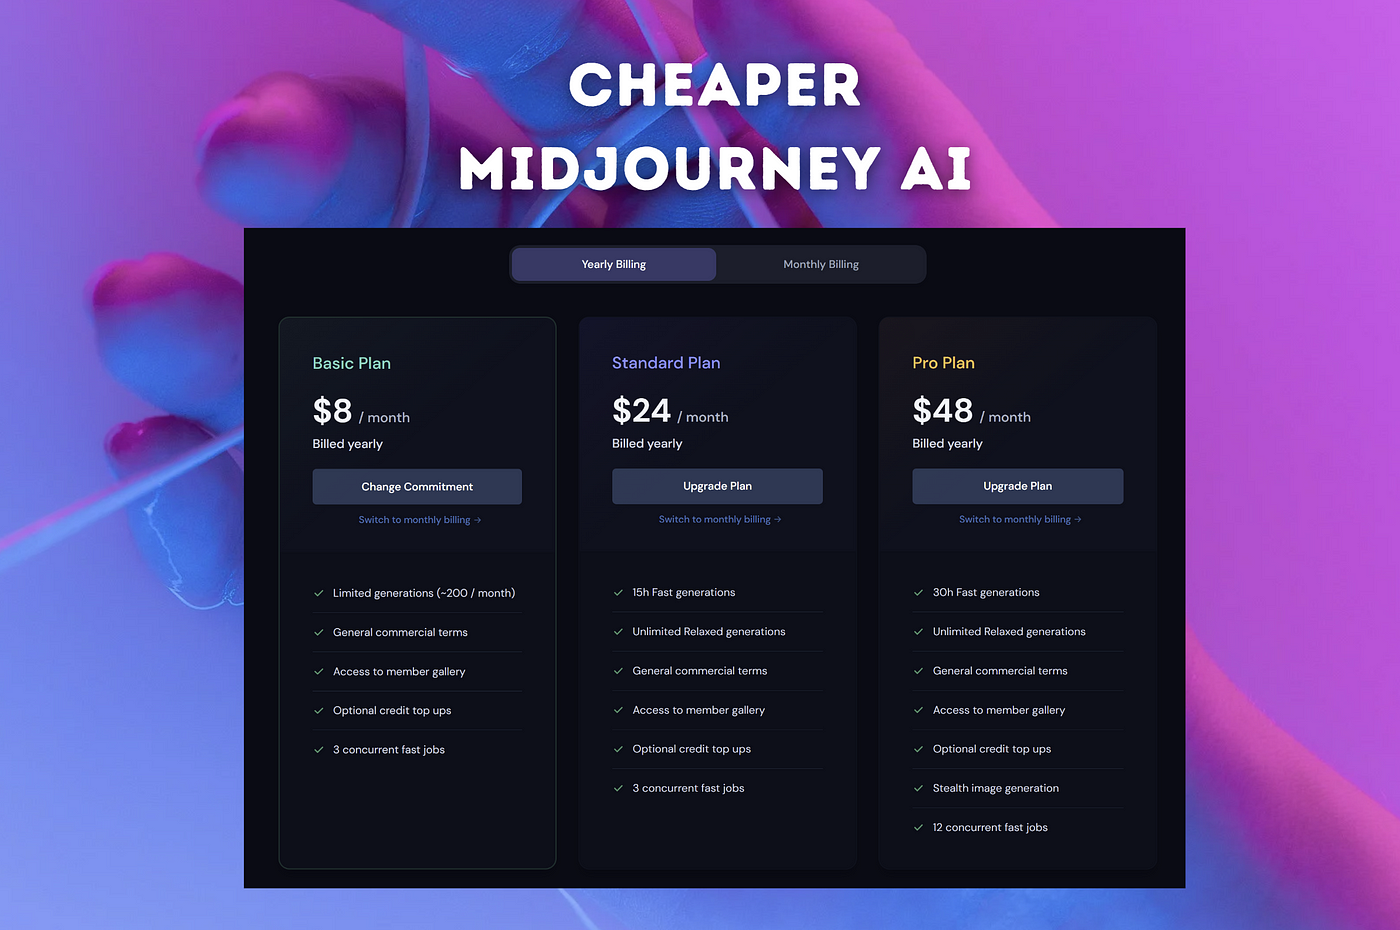 CHEAPER
MIDJOURNEY AI
Yearly Billing
Monthly Billing
Basic Plan
$8 / month
Billed yearly
Change Commitment
Switch to monthly billing →
Limited generations (~200 / month)
General commercial terms
Access to member gallery
Optional credit top ups
3 concurrent fast jobs
Standard Plan
$24 / month
Billed yearly
Upgrade Plan
Switch to monthly billing →
15h Fast generations
Unlimited Relaxed generations
General commercial terms
Access to member gallery
Optional credit top ups
3 concurrent fast jobs
Pro Plan
$48 / month
Billed yearly
Upgrade Plan
Switch to monthly billing →
30h Fast generations
Unlimited Relaxed generations
General commercial terms
Access to member gallery
Optional credit top ups
Stealth image generation
12 concurrent fast jobs